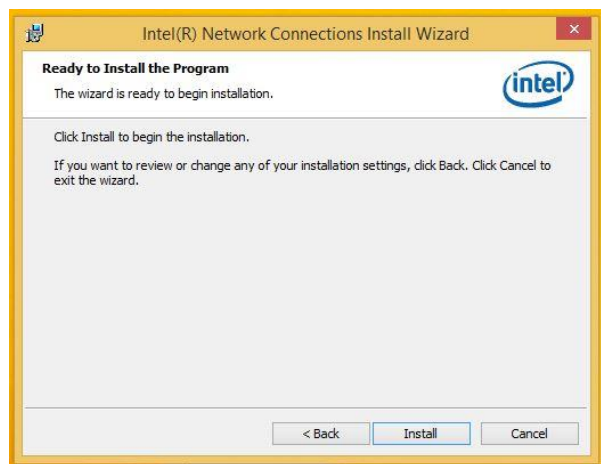 Intel(R) Network Connections Install Wizard
Ready to Install the Program
The wizard is ready to begin installation.
intel
Click Install to begin the installation.
If you want to review or change any of your installation settings, click Back. Click Cancel to
exit the wizard.
< Back
Install
Cancel